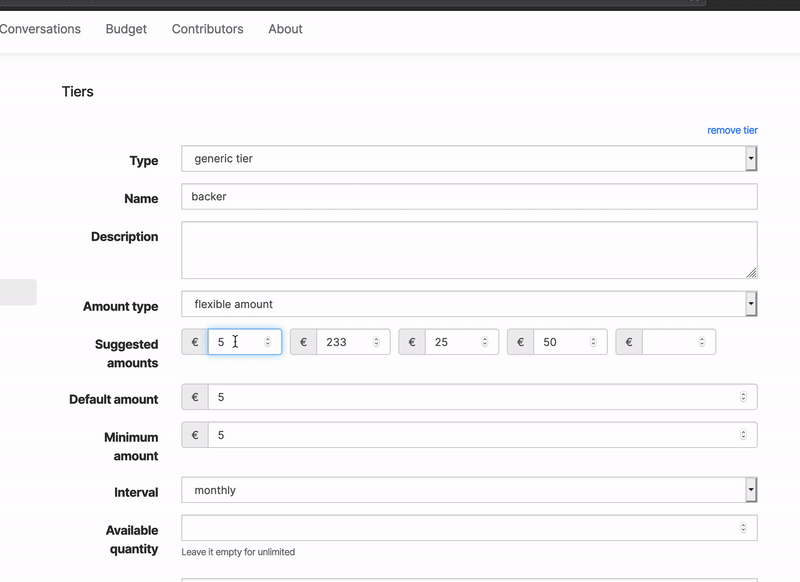 Conversations Budget Contributors About
Tiers
remove tier
Type generic tier
Name backer
Description
Amount type flexible amount
Suggested amounts € 5 € 233 € 25 € 50 €
Default amount € 5
Minimum amount € 5
Interval monthly
Available quantity
Leave it empty for unlimited